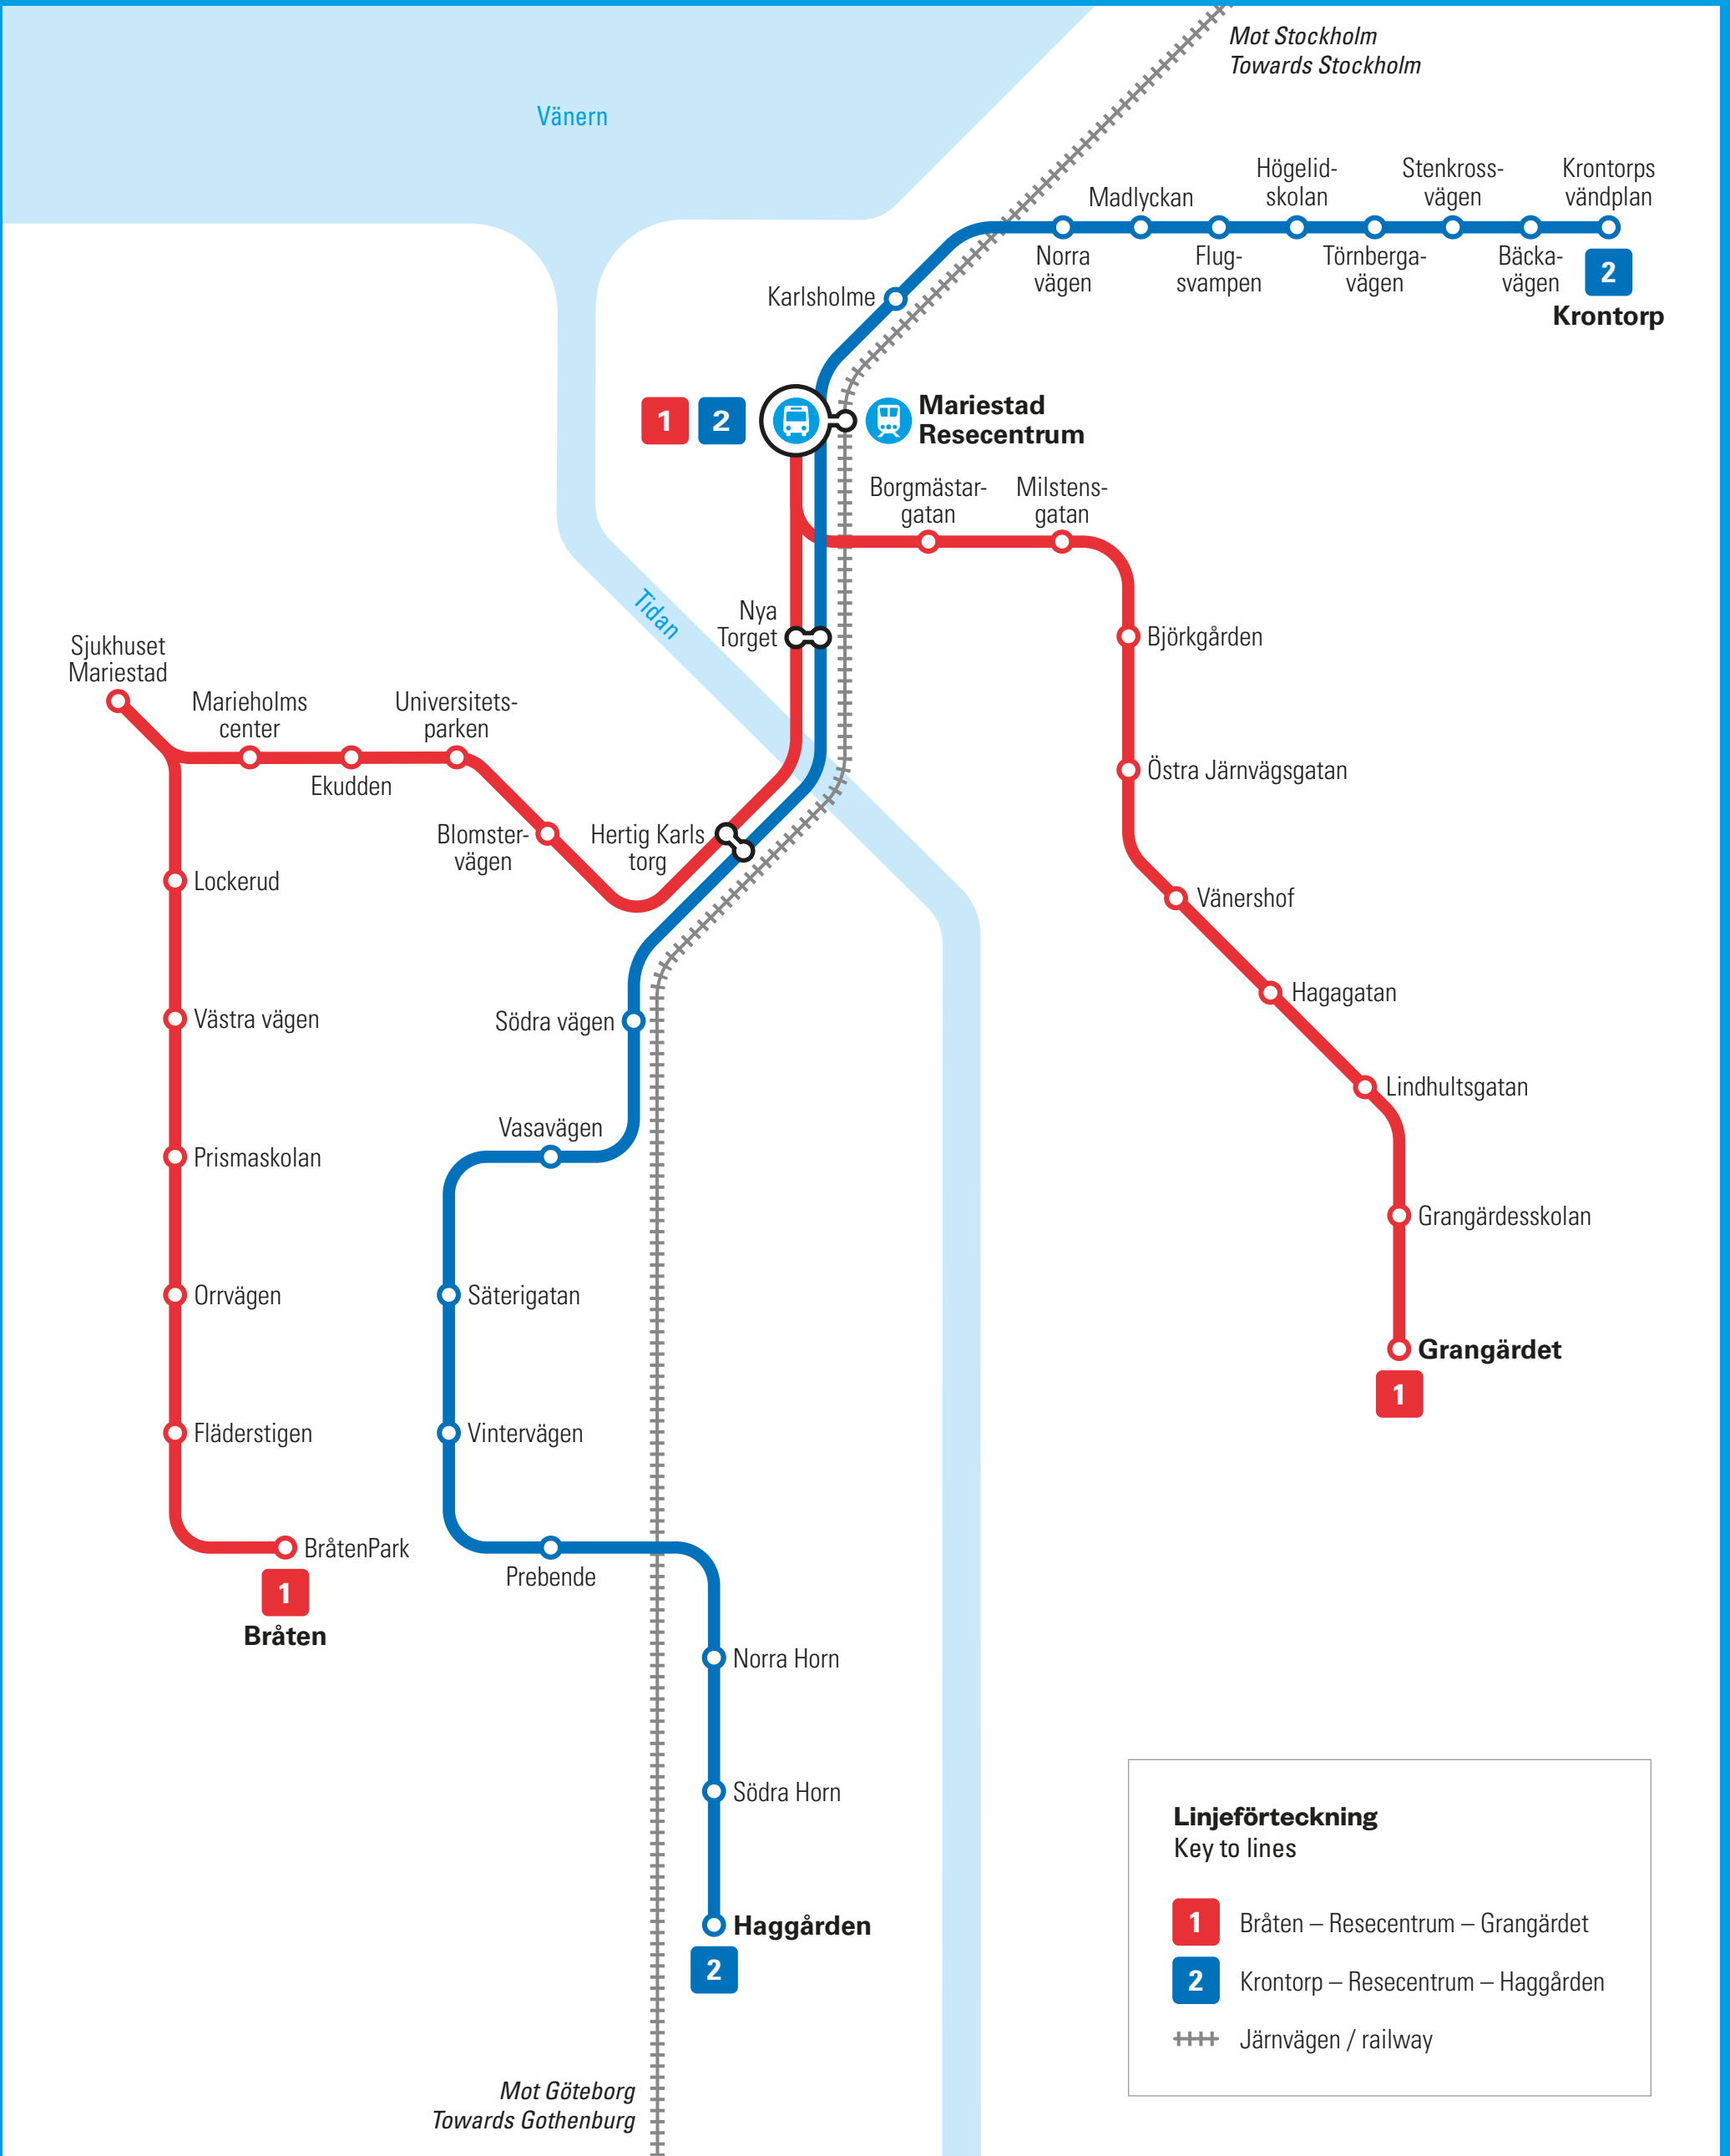 Mot Stockholm
Towards Stockholm
Vänern
Högelid-
skolan
Stenkross-
vägen
Krontorps
vändplan
Madlyckan
Norra
vägen
Flug-
svampen
Törnberga-
vägen
Bäcka-
vägen
2
Krontorp
Karlsholme
1 2
Mariestad
Resecentrum
Borgmästar-
gatan
Milstens-
gatan
Tidan
Nya
Torget
Björkgården
Sjukhuset
Mariestad
Marieholms
center
Universitets-
parken
Ekudden
Östra Järnvägsgatan
Blomster-
vägen
Hertig Karls
torg
Lockerud
Vänershof
Hagagatan
Västra vägen
Södra vägen
Lindhultsgatan
Vasavägen
Prismaskolan
Grangärdesskolan
Orrvägen
Säterigatan
Grangärdet
1
Fläderstigen
Vintervägen
BråtenPark
1
Bråten
Prebende
Norra Horn
Södra Horn
Haggården
2
Linjeförteckning
Key to lines
1 Bråten – Resecentrum – Grangärdet
2 Krontorp – Resecentrum – Haggården
Järnvägen / railway
Mot Göteborg
Towards Gothenburg